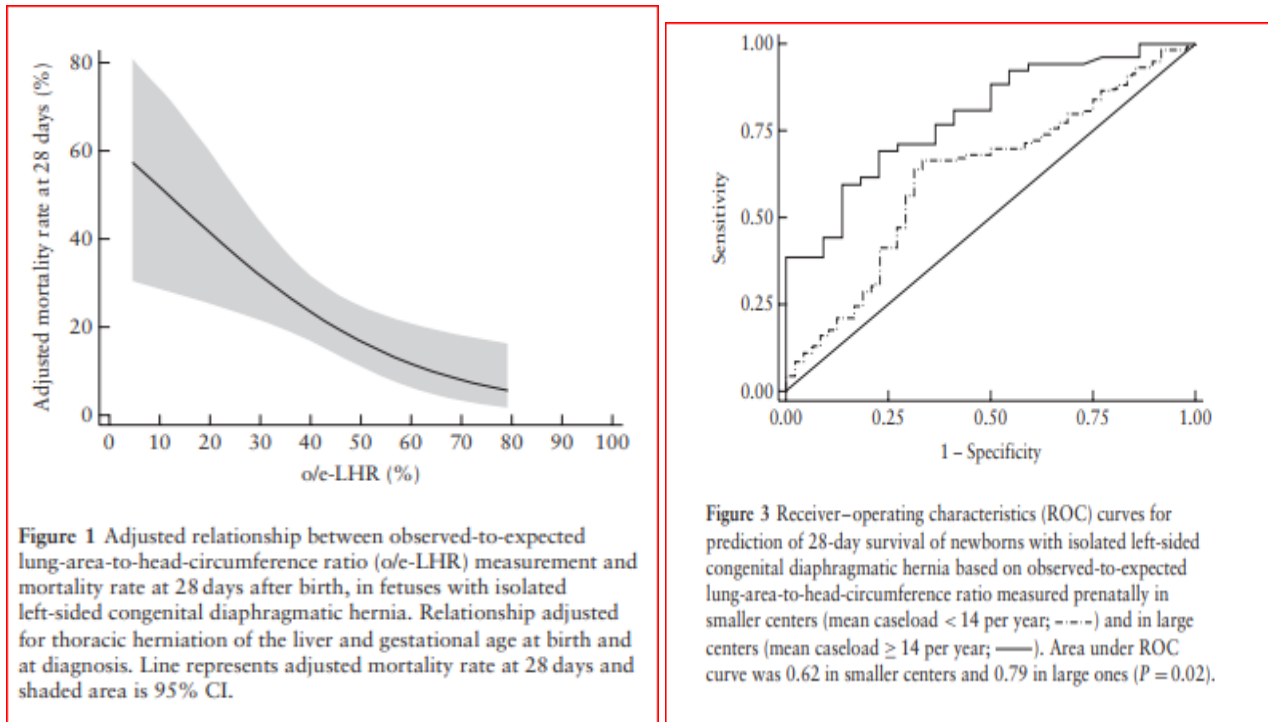 80
60
40
20
0
Adjusted mortality rate at 28 days (%)
0 10 20 30 40 50 60 70 80 90 100
o/e-LHR (%)
Figure 1 Adjusted relationship between observed-to-expected
lung-area-to-head-circumference ratio (o/e-LHR) measurement and
mortality rate at 28 days after birth, in fetuses with isolated
left-sided congenital diaphragmatic hernia. Relationship adjusted
for thoracic herniation of the liver and gestational age at birth and
at diagnosis. Line represents adjusted mortality rate at 28 days and
shaded area is 95% CI.
1.00
0.75
0.50
0.25
0.00
Sensitivity
0.00 0.25 0.50 0.75 1.00
1 – Specificity
Figure 3 Receiver–operating characteristics (ROC) curves for
prediction of 28-day survival of newborns with isolated left-sided
congenital diaphragmatic hernia based on observed-to-expected
lung-area-to-head-circumference ratio measured prenatally in
smaller centers (mean caseload < 14 per year; -·-·-) and in large
centers (mean caseload ≥ 14 per year; ——). Area under ROC
curve was 0.62 in smaller centers and 0.79 in large ones (P = 0.02).